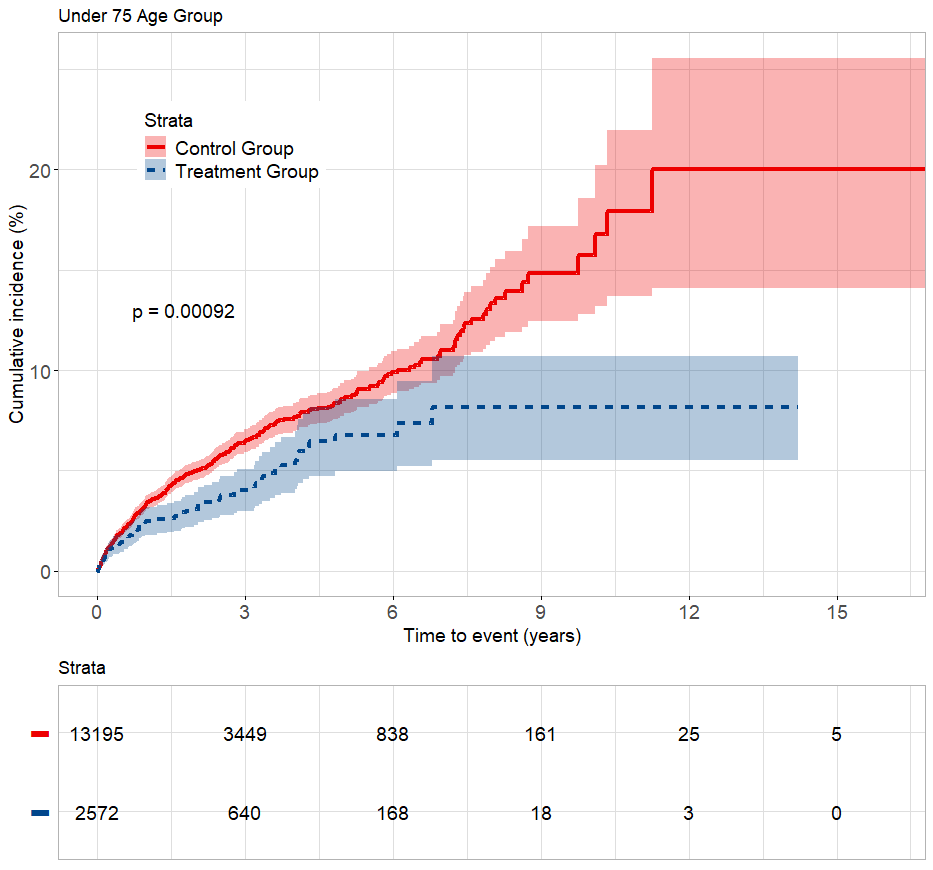 Under 75 Age Group
Cumulative incidence (%)
20
10
0
Strata
Control Group
Treatment Group
p = 0.00092
0 3 6 9 12 15
Time to event (years)
Strata
13195 3449 838 161 25 5
2572 640 168 18 3 0